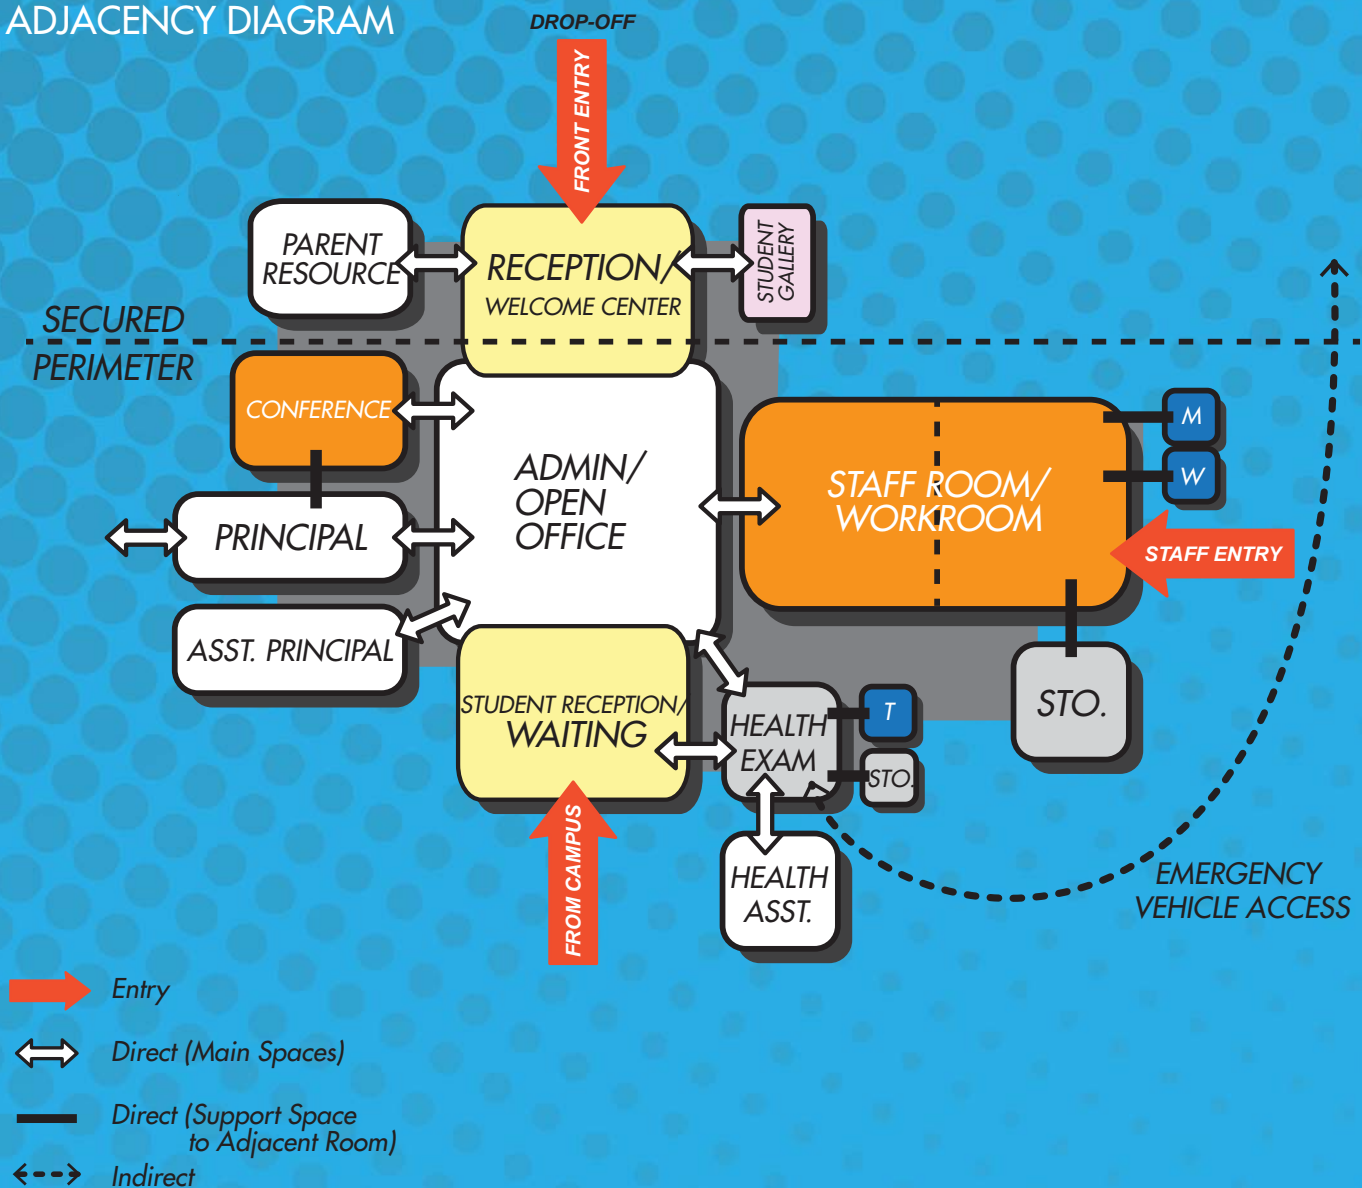 ADJACENCY DIAGRAM
DROP-OFF
FRONT ENTRY
PARENT
RESOURCE
RECEPTION/
WELCOME CENTER
STUDENT
GALLERY
SECURED
PERIMETER
CONFERENCE
ADMIN/
OPEN
OFFICE
STAFF ROOM/
WORKROOM
M
W
PRINCIPAL
STAFF ENTRY
ASST. PRINCIPAL
STUDENT RECEPTION/
WAITING
HEALTH
EXAM
T
STO.
STO.
FROM CAMPUS
HEALTH
ASST.
EMERGENCY
VEHICLE ACCESS
Entry
Direct (Main Spaces)
Direct (Support Space
to Adjacent Room)
Indirect